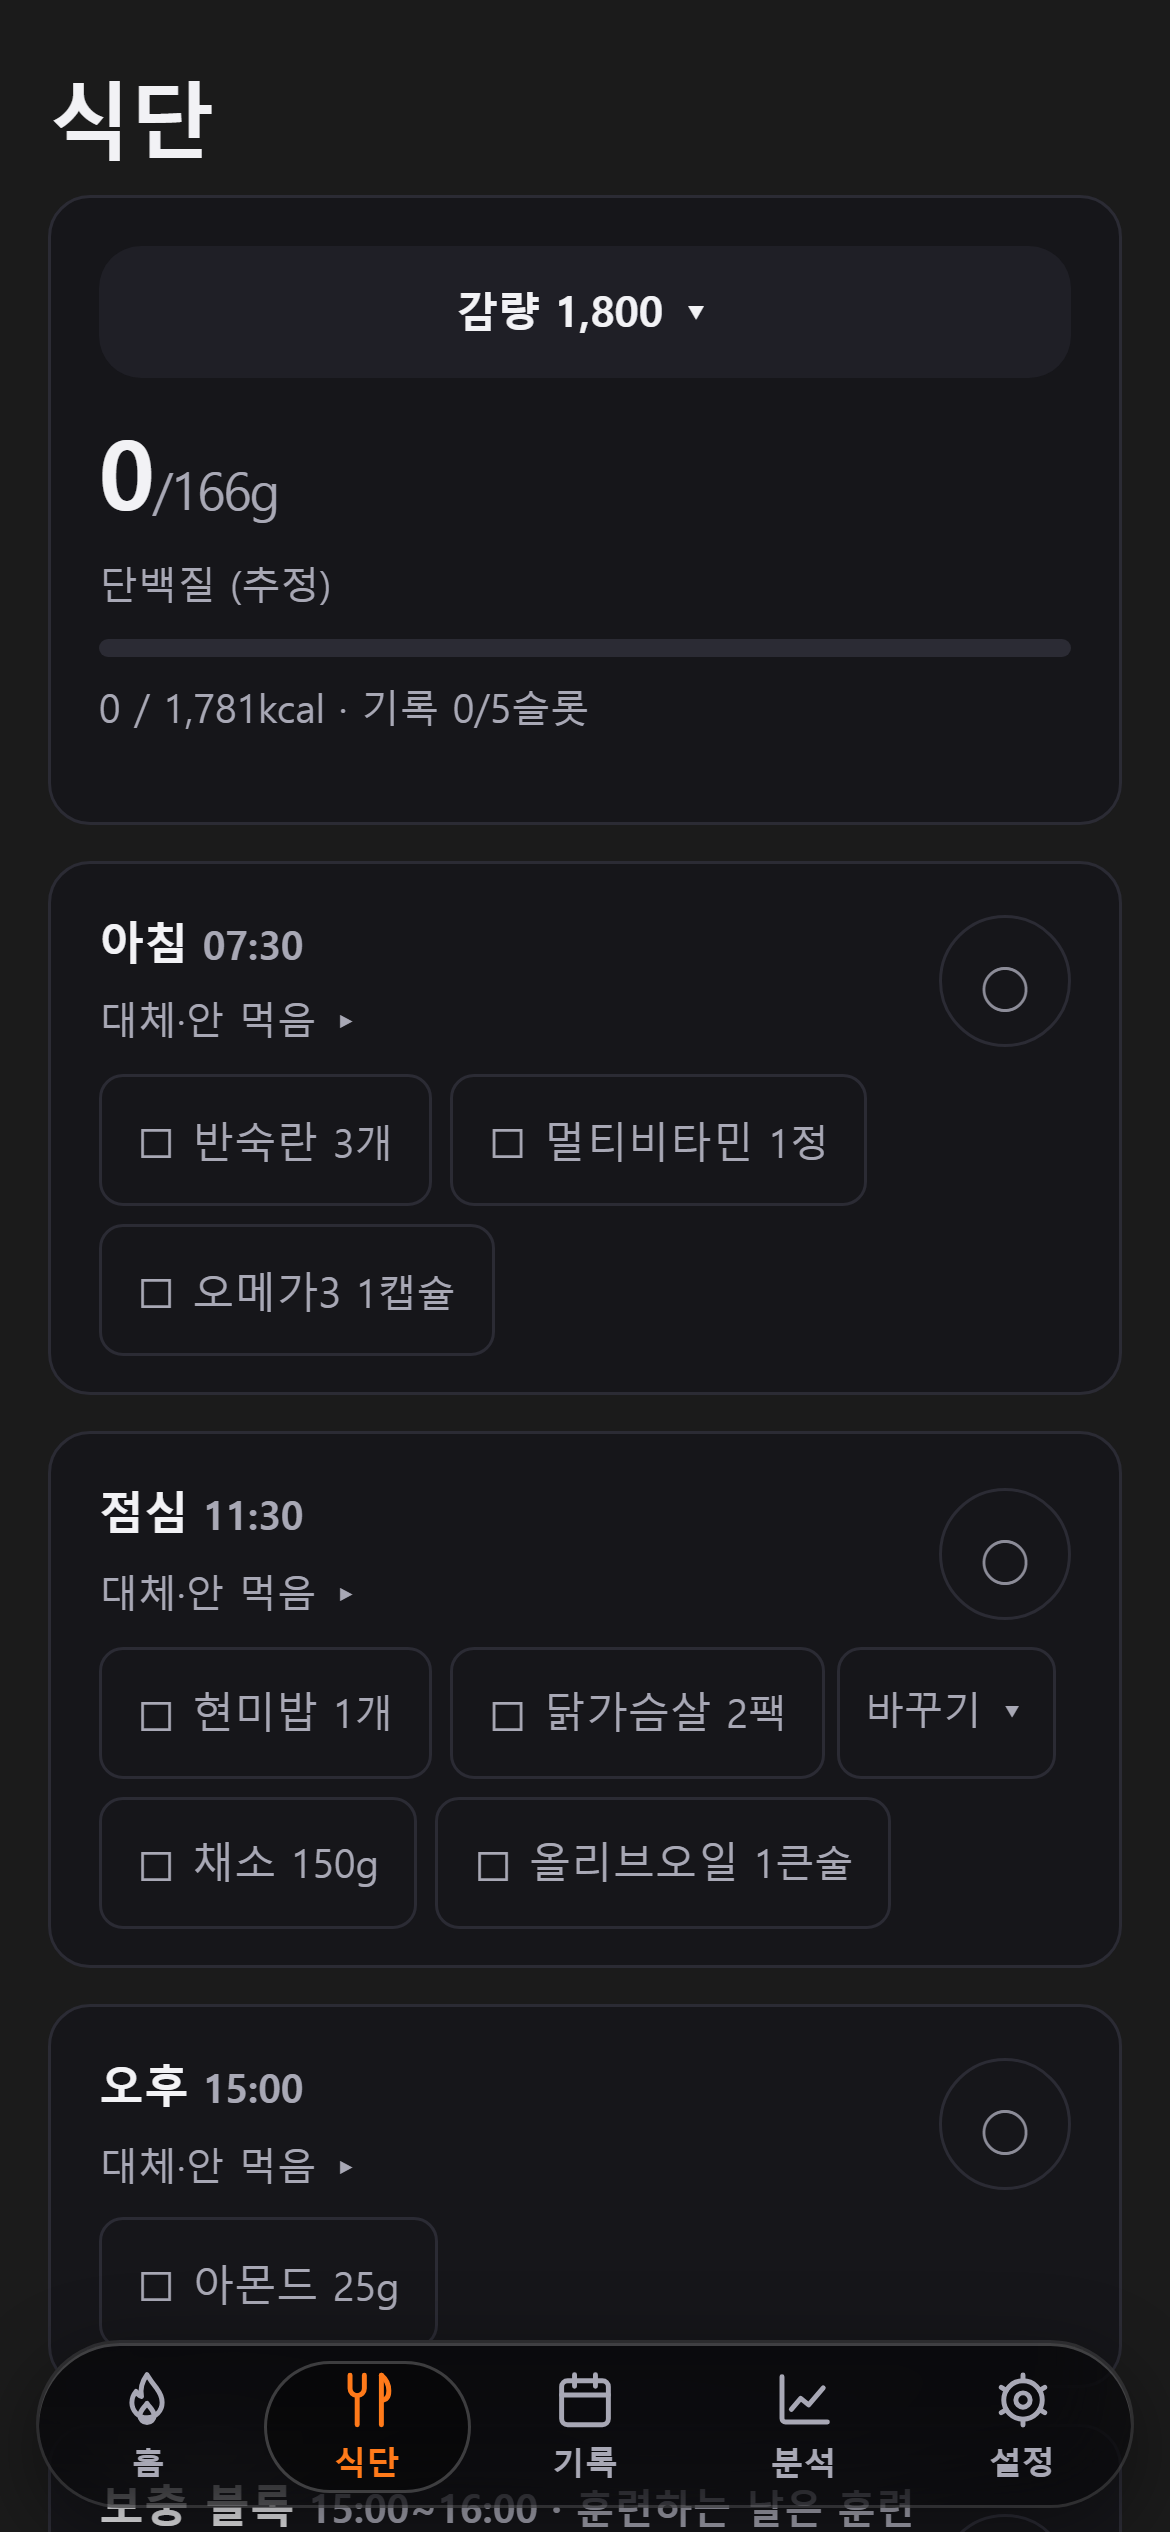 식단
감량 1,800 ▼
0/166g
단백질 (추정)
0 / 1,781kcal · 기록 0/5슬롯
아침 07:30
대체·안 먹음 ▸
반숙란 3개
멀티비타민 1정
오메가3 1캡슐
점심 11:30
대체·안 먹음 ▸
현미밥 1개
닭가슴살 2팩
바꾸기 ▼
채소 150g
올리브오일 1큰술
오후 15:00
대체·안 먹음 ▸
아몬드 25g
홈
식단
기록
분석
설정
보충 블록 15:00~16:00 · 훈련하는 날은 훈련